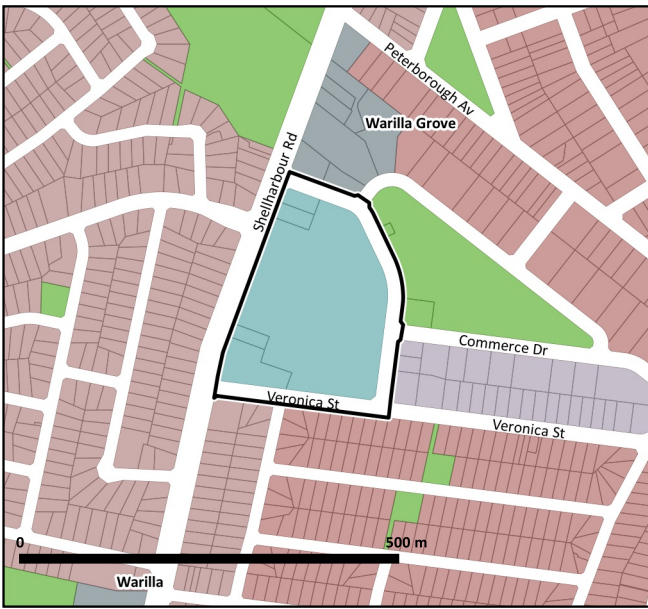 Peterborough Av
Warilla Grove
Shellharbour Rd
Commerce Dr
Veronica St
Veronica St
0
500 m
Warilla